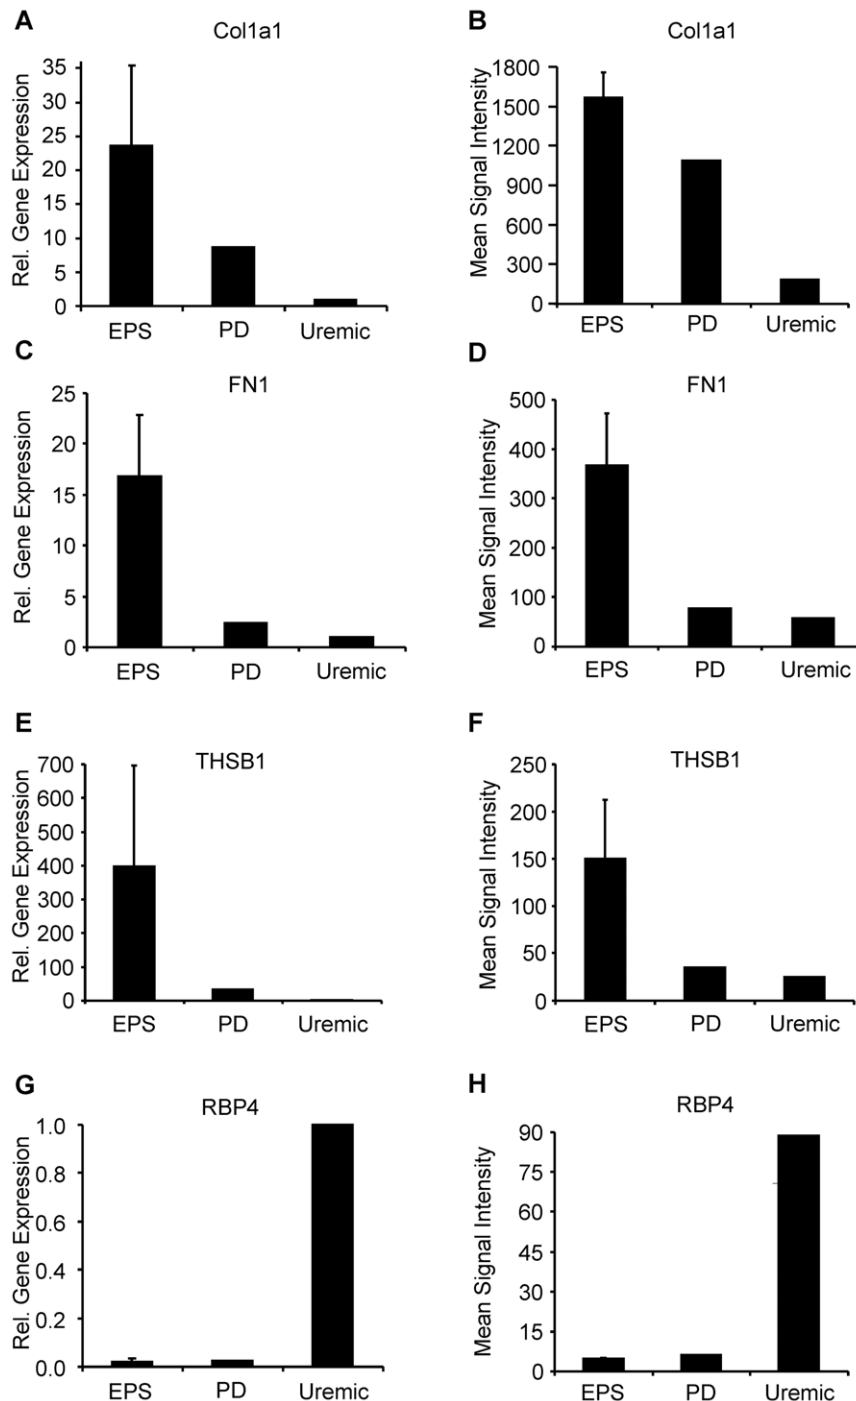 A
Col1a1
Rel. Gene Expression
35
30
25
20
15
10
5
0
EPS PD Uremic
B
Col1a1
Mean Signal Intensity
1800
1500
1200
900
600
300
0
EPS PD Uremic
C
FN1
Rel. Gene Expression
25
20
15
10
5
0
EPS PD Uremic
D
FN1
Mean Signal Intensity
500
400
300
200
100
0
EPS PD Uremic
E
THSB1
Rel. Gene Expression
700
600
500
400
300
200
100
0
EPS PD Uremic
F
THSB1
Mean Signal Intensity
250
200
150
100
50
0
EPS PD Uremic
G
RBP4
Rel. Gene Expression
1.0
0.8
0.6
0.4
0.2
0.0
EPS PD Uremic
H
RBP4
Mean Signal Intensity
90
75
60
45
30
15
0
EPS PD Uremic